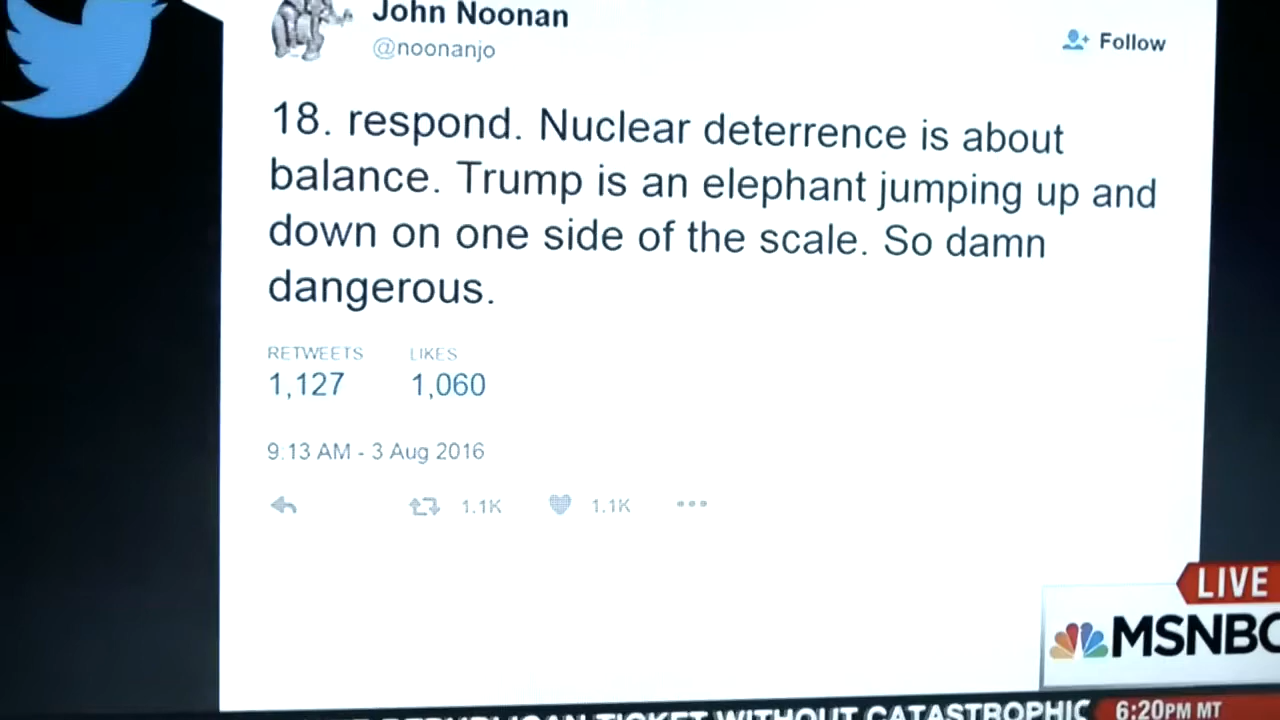 John Noonan
@noonanjo
Follow
18. respond. Nuclear deterrence is about
balance. Trump is an elephant jumping up and
down on one side of the scale. So damn
dangerous.
RETWEETS LIKES
1,127 1,060
9:13 AM - 3 Aug 2016
1.1K 1.1K
LIVE
MSNBC
REPUBLICAN TICKET WITHOUT CATASTROPHIC 6:20PM MT